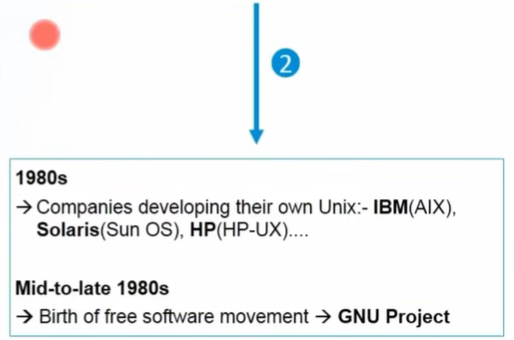 2
1980s
→ Companies developing their own Unix:- IBM(AIX),
Solaris(Sun OS), HP(HP-UX)....
Mid-to-late 1980s
→ Birth of free software movement → GNU Project